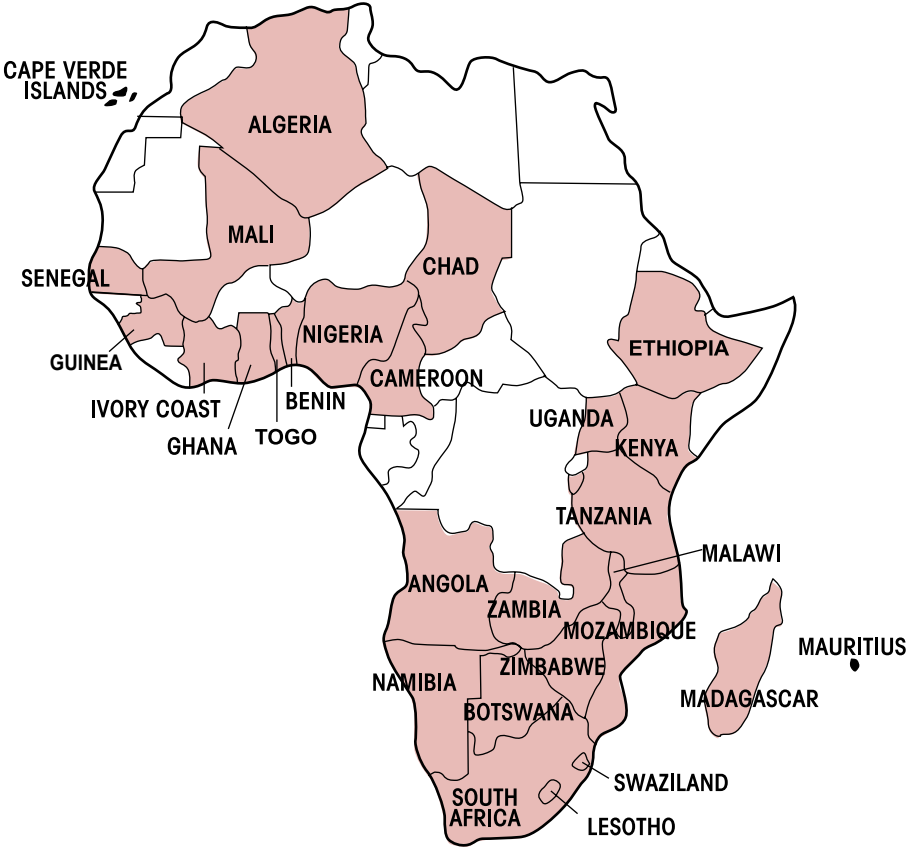 CAPE VERDE
ISLANDS
ALGERIA
MALI
CHAD
SENEGAL
NIGERIA
GUINEA
ETHIOPIA
CAMEROON
IVORY COAST
BENIN
UGANDA
GHANA
TOGO
KENYA
TANZANIA
MALAWI
ANGOLA
ZAMBIA
MOZAMBIQUE
MAURITIUS
ZIMBABWE
NAMIBIA
MADAGASCAR
BOTSWANA
SWAZILAND
SOUTH
AFRICA
LESOTHO